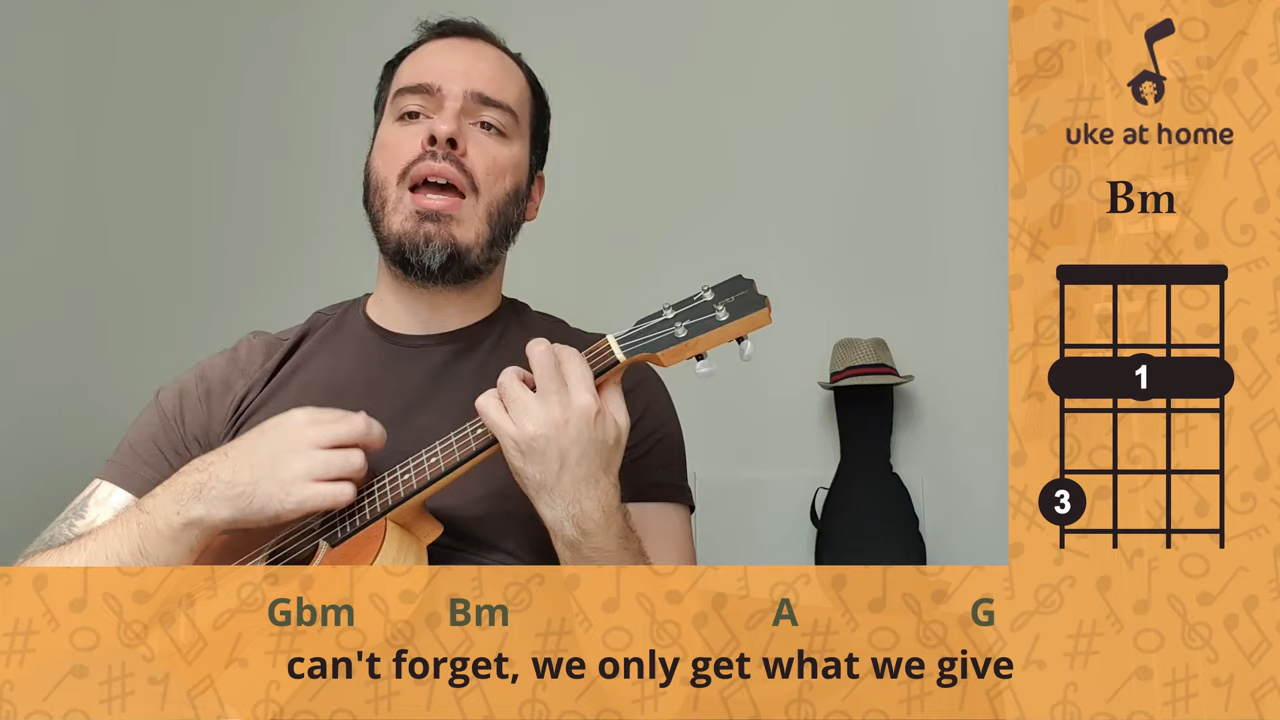 uke at home
Bm
1
3
Gbm Bm A G
can't forget, we only get what we give